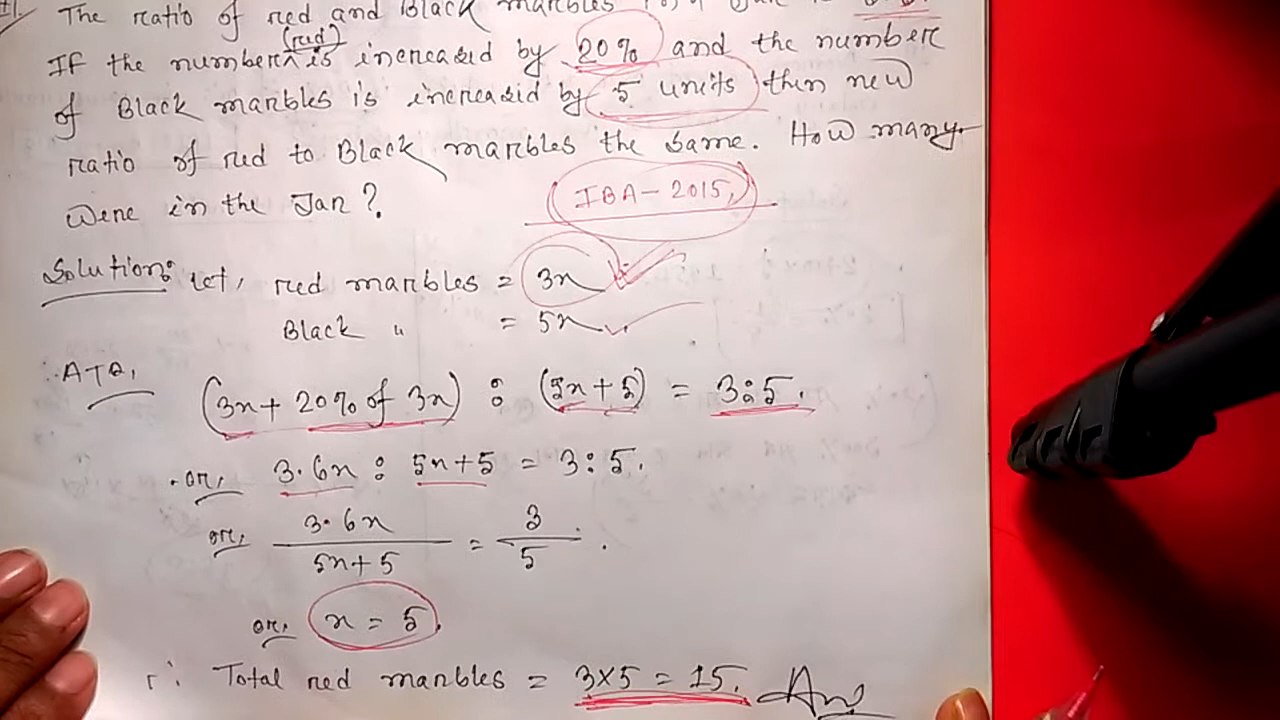 The ratio of red and Black marbles
If the number (red) is increased by 20% and the number
of Black marbles is increased by 5 units then new
ratio of red to Black marbles the same. How many
were in the Jar?
IBA-2015,
Solution: let, red marbles = 3x
Black " = 5x
ATQ,
(3x + 20% of 3x) : (5x + 5) = 3:5.
or, 3.6x : 5x+5 = 3:5.
or, 3.6x / 5x+5 = 3 / 5.
or, x = 5.
∴ Total red marbles = 3×5 = 15. Ans